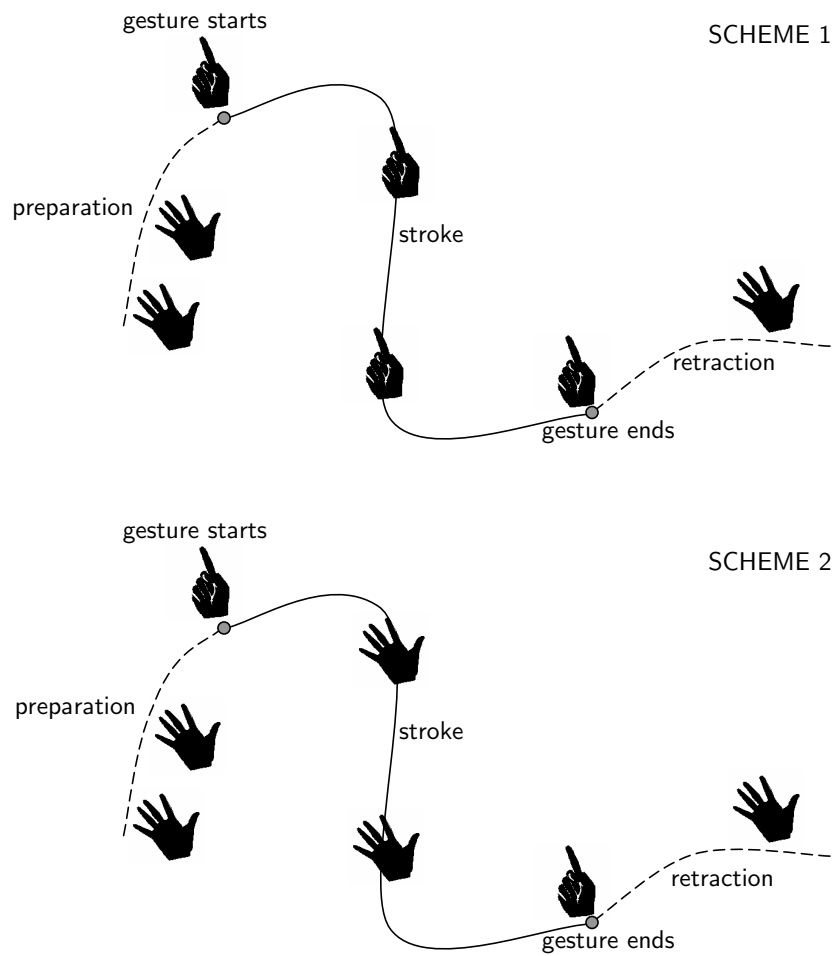 gesture starts
SCHEME 1
preparation
stroke
retraction
gesture ends
gesture starts
SCHEME 2
preparation
stroke
retraction
gesture ends